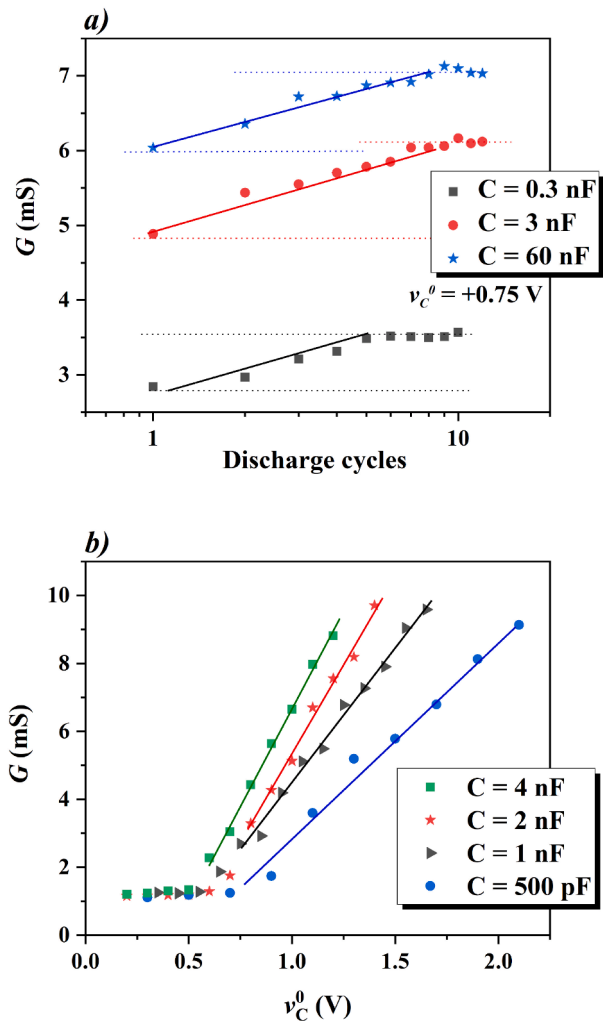 a)
7
6
5
4
3
G (mS)
C = 0.3 nF
C = 3 nF
C = 60 nF
v_C^0 = +0.75 V
1
10
Discharge cycles
b)
10
8
6
4
2
0
G (mS)
C = 4 nF
C = 2 nF
C = 1 nF
C = 500 pF
0.0
0.5
1.0
1.5
2.0
v_C^0 (V)